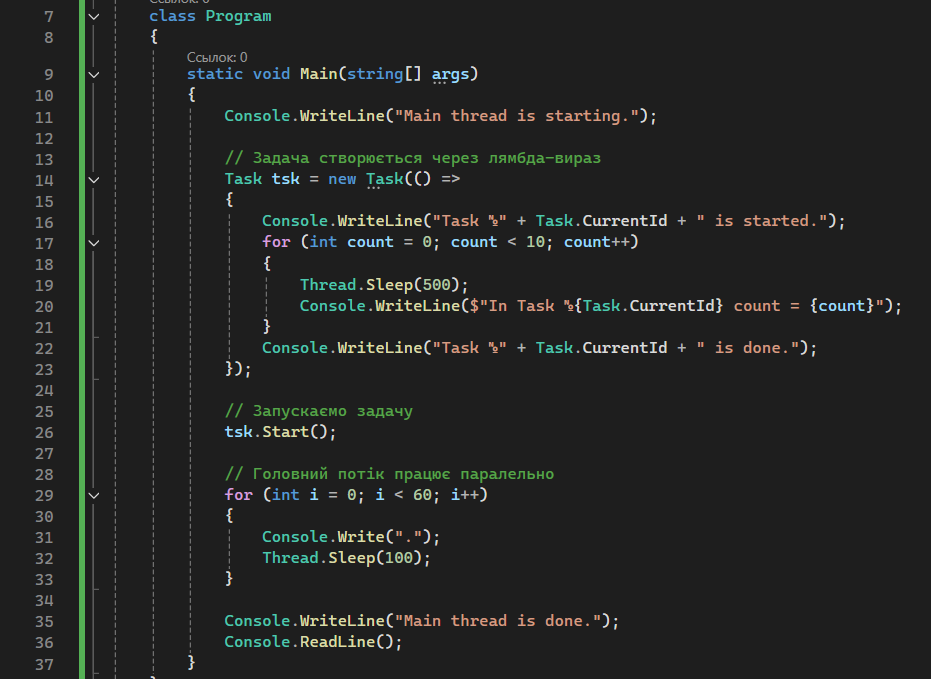 Ссылок: 0
7 class Program
8 {
Ссылок: 0
9 static void Main(string[] args)
10 {
11 Console.WriteLine("Main thread is starting.");
12
13 // Задача створюється через лямбда-вираз
14 Task tsk = new Task(() =>
15 {
16 Console.WriteLine("Task %" + Task.CurrentId + " is started.");
17 for (int count = 0; count < 10; count++)
18 {
19 Thread.Sleep(500);
20 Console.WriteLine($"In Task %{Task.CurrentId} count = {count}");
21 }
22 Console.WriteLine("Task %" + Task.CurrentId + " is done.");
23 });
24
25 // Запускаємо задачу
26 tsk.Start();
27
28 // Головний потік працює паралельно
29 for (int i = 0; i < 60; i++)
30 {
31 Console.Write(".");
32 Thread.Sleep(100);
33 }
34
35 Console.WriteLine("Main thread is done.");
36 Console.ReadLine();
37 }